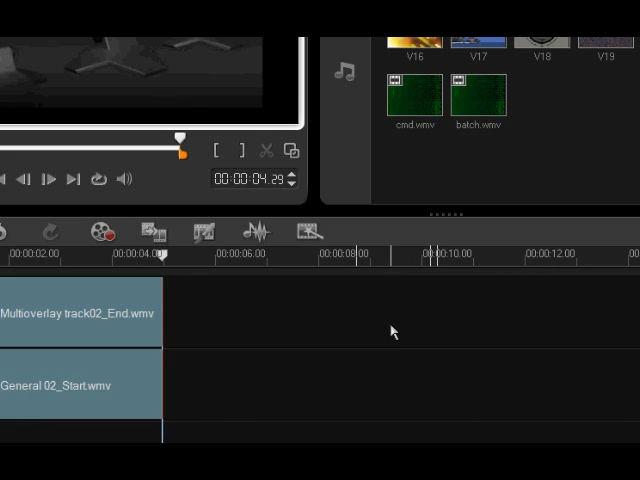 V16 V17 V18 V19
cmd.wmv batch.wmv
00:00:04.29
00:00:02.00 00:00:04.00 00:00:06.00 00:00:08.00 00:00:10.00 00:00:12.00 00
Multioverlay track02_End.wmv
General 02_Start.wmv